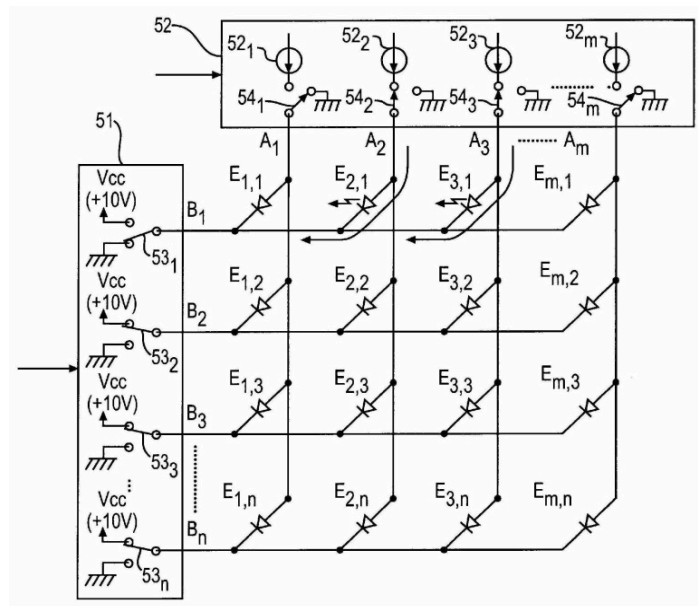 52
52₁
52₂
52₃
52ₘ
54₁
54₂
54₃
54ₘ
A₁
A₂
A₃
Aₘ
51
Vcc
(+10V)
53₁
B₁
E₁,₁
E₂,₁
E₃,₁
Eₘ,₁
Vcc
(+10V)
53₂
B₂
E₁,₂
E₂,₂
E₃,₂
Eₘ,₂
Vcc
(+10V)
53₃
B₃
E₁,₃
E₂,₃
E₃,₃
Eₘ,₃
Vcc
(+10V)
53ₙ
Bₙ
E₁,ₙ
E₂,ₙ
E₃,ₙ
Eₘ,ₙ